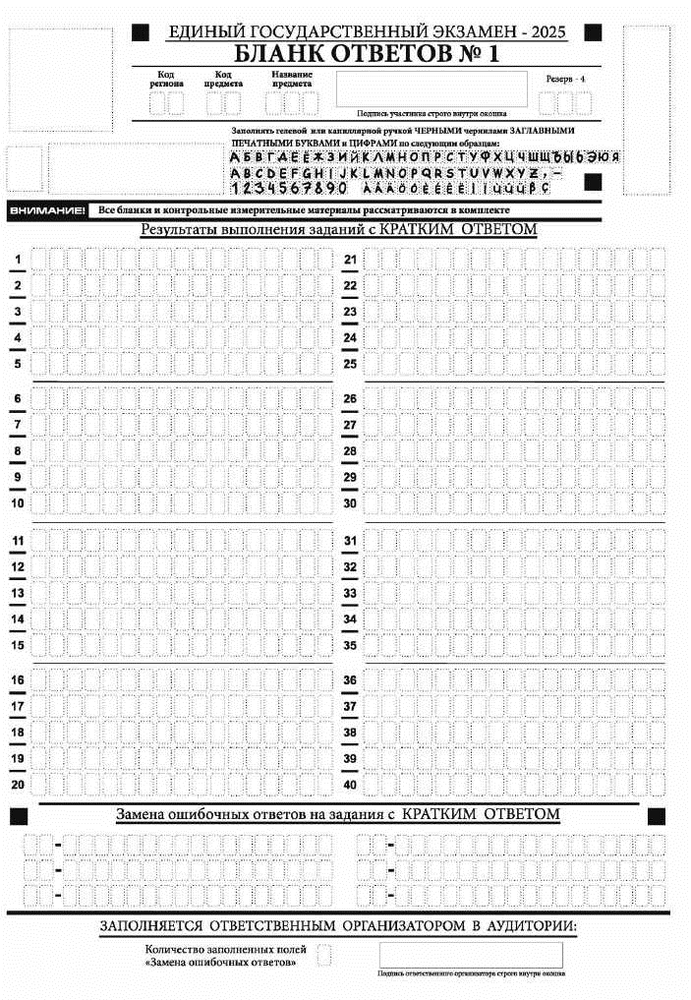 ЕДИНЫЙ ГОСУДАРСТВЕННЫЙ ЭКЗАМЕН - 2025
БЛАНК ОТВЕТОВ № 1
Код региона
Код предмета
Название предмета
Резерв - 4
Подпись участника строго внутри окошка
Заполнять гелевой или капиллярной ручкой ЧЕРНЫМИ чернилами ЗАГЛАВНЫМИ
ПЕЧАТНЫМИ БУКВАМИ и ЦИФРАМИ по следующим образцам:
АБВГДЕЁЖЗИЙКЛМНОПРСТУФХЦЧШЩЪЫЬЭЮЯ
ABCDEFGHIJKLMNOPQRSTUVWXYZ,-
1234567890
ВНИМАНИЕ! Все бланки и контрольные измерительные материалы рассматриваются в комплекте
Результаты выполнения заданий с КРАТКИМ ОТВЕТОМ
1 21
2 22
3 23
4 24
5 25
6 26
7 27
8 28
9 29
10 30
11 31
12 32
13 33
14 34
15 35
16 36
17 37
18 38
19 39
20 40
Замена ошибочных ответов на задания с КРАТКИМ ОТВЕТОМ
- -
- -
- -
ЗАПОЛНЯЕТСЯ ОТВЕТСТВЕННЫМ ОРГАНИЗАТОРОМ В АУДИТОРИИ:
Количество заполненных полей
«Замена ошибочных ответов»
Подпись ответственного организатора строго внутри окошка